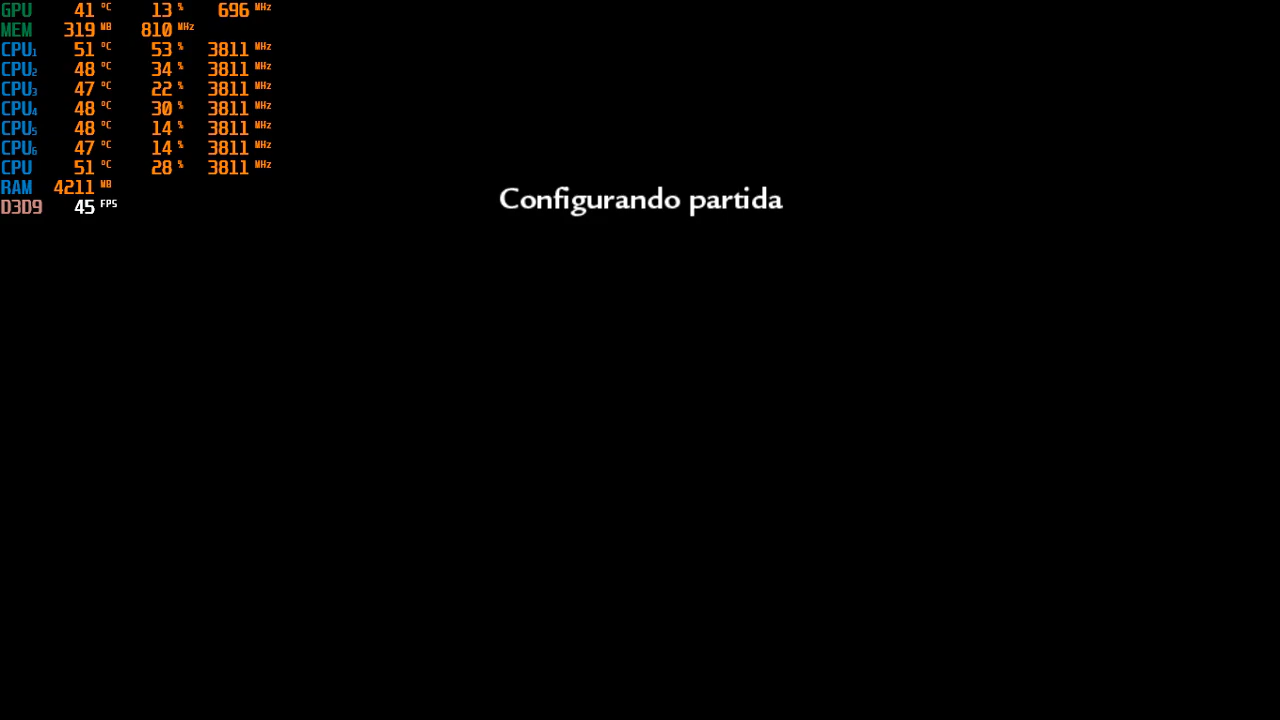 GPU 41 °C 13 % 696 MHz
MEM 319 MB 810 MHz
CPU1 51 °C 53 % 3811 MHz
CPU2 48 °C 34 % 3811 MHz
CPU3 47 °C 22 % 3811 MHz
CPU4 48 °C 30 % 3811 MHz
CPU5 48 °C 14 % 3811 MHz
CPU6 47 °C 14 % 3811 MHz
CPU 51 °C 28 % 3811 MHz
RAM 4211 MB
D3D9 45 FPS
Configurando partida